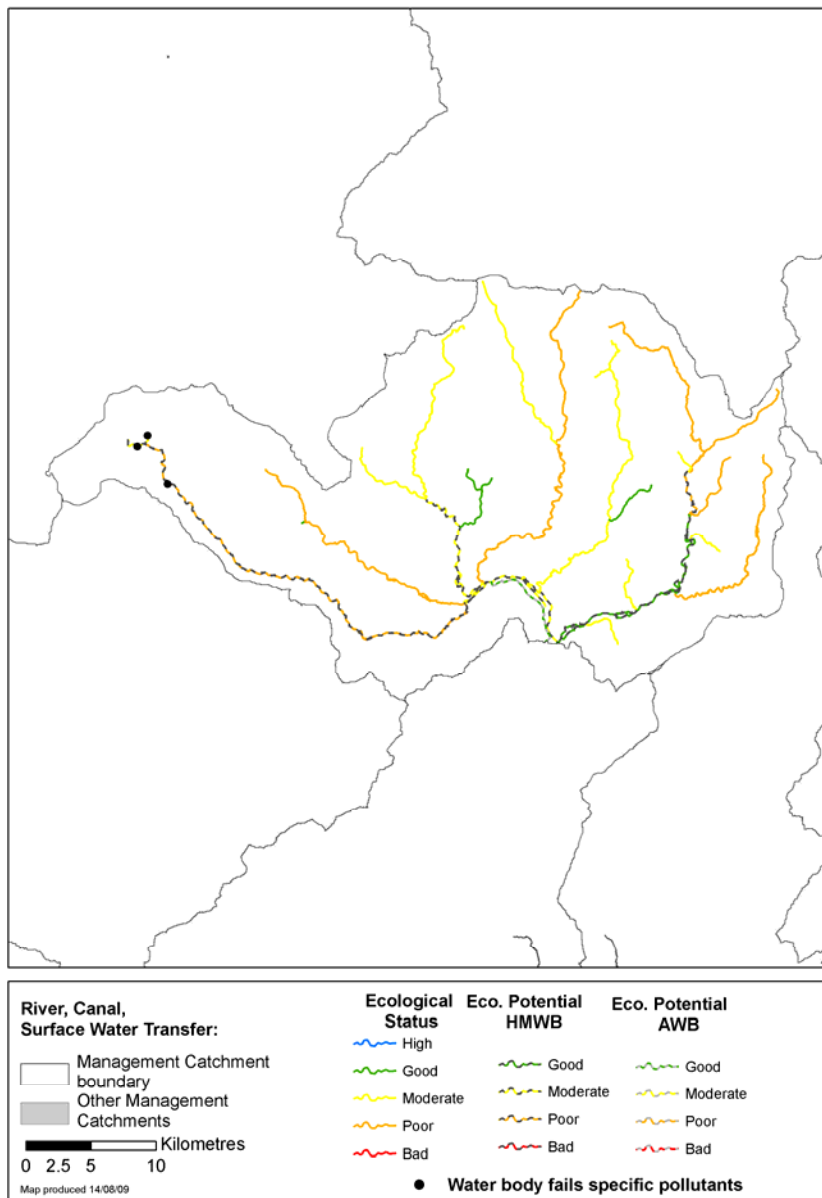 River, Canal,
Surface Water Transfer:
Management Catchment
boundary
Other Management
Catchments
Kilometres
0 2.5 5 10
Map produced 14/08/09
Ecological
Status
High
Good
Moderate
Poor
Bad
Eco. Potential
HMWB
Good
Moderate
Poor
Bad
Eco. Potential
AWB
Good
Moderate
Poor
Bad
Water body fails specific pollutants